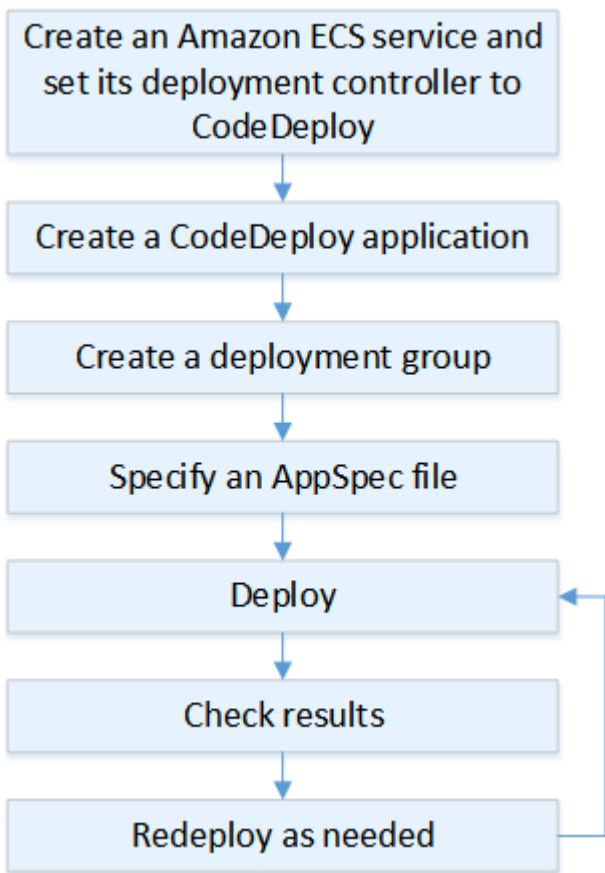 Create an Amazon ECS service and
set its deployment controller to
CodeDeploy
Create a CodeDeploy application
Create a deployment group
Specify an AppSpec file
Deploy
Check results
Redeploy as needed